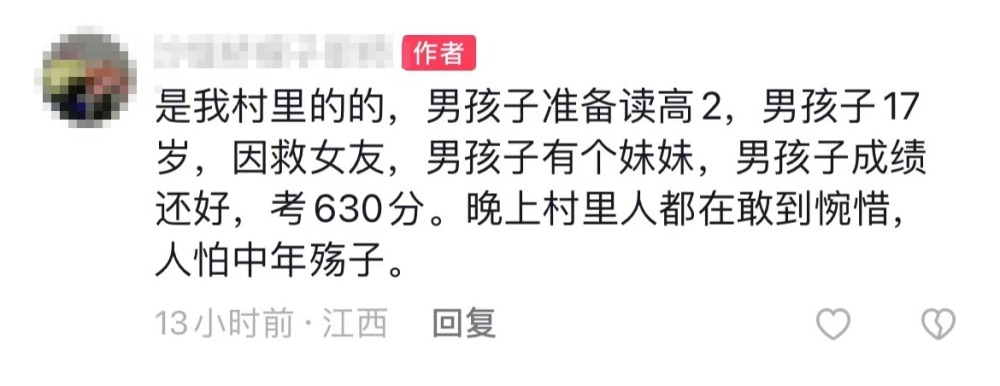 作者
是我村里的的，男孩子准备读高2，男孩子17
岁，因救女友，男孩子有个妹妹，男孩子成绩
还好，考630分。晚上村里人都在敢到惋惜，
人怕中年殇子。
13小时前·江西 回复